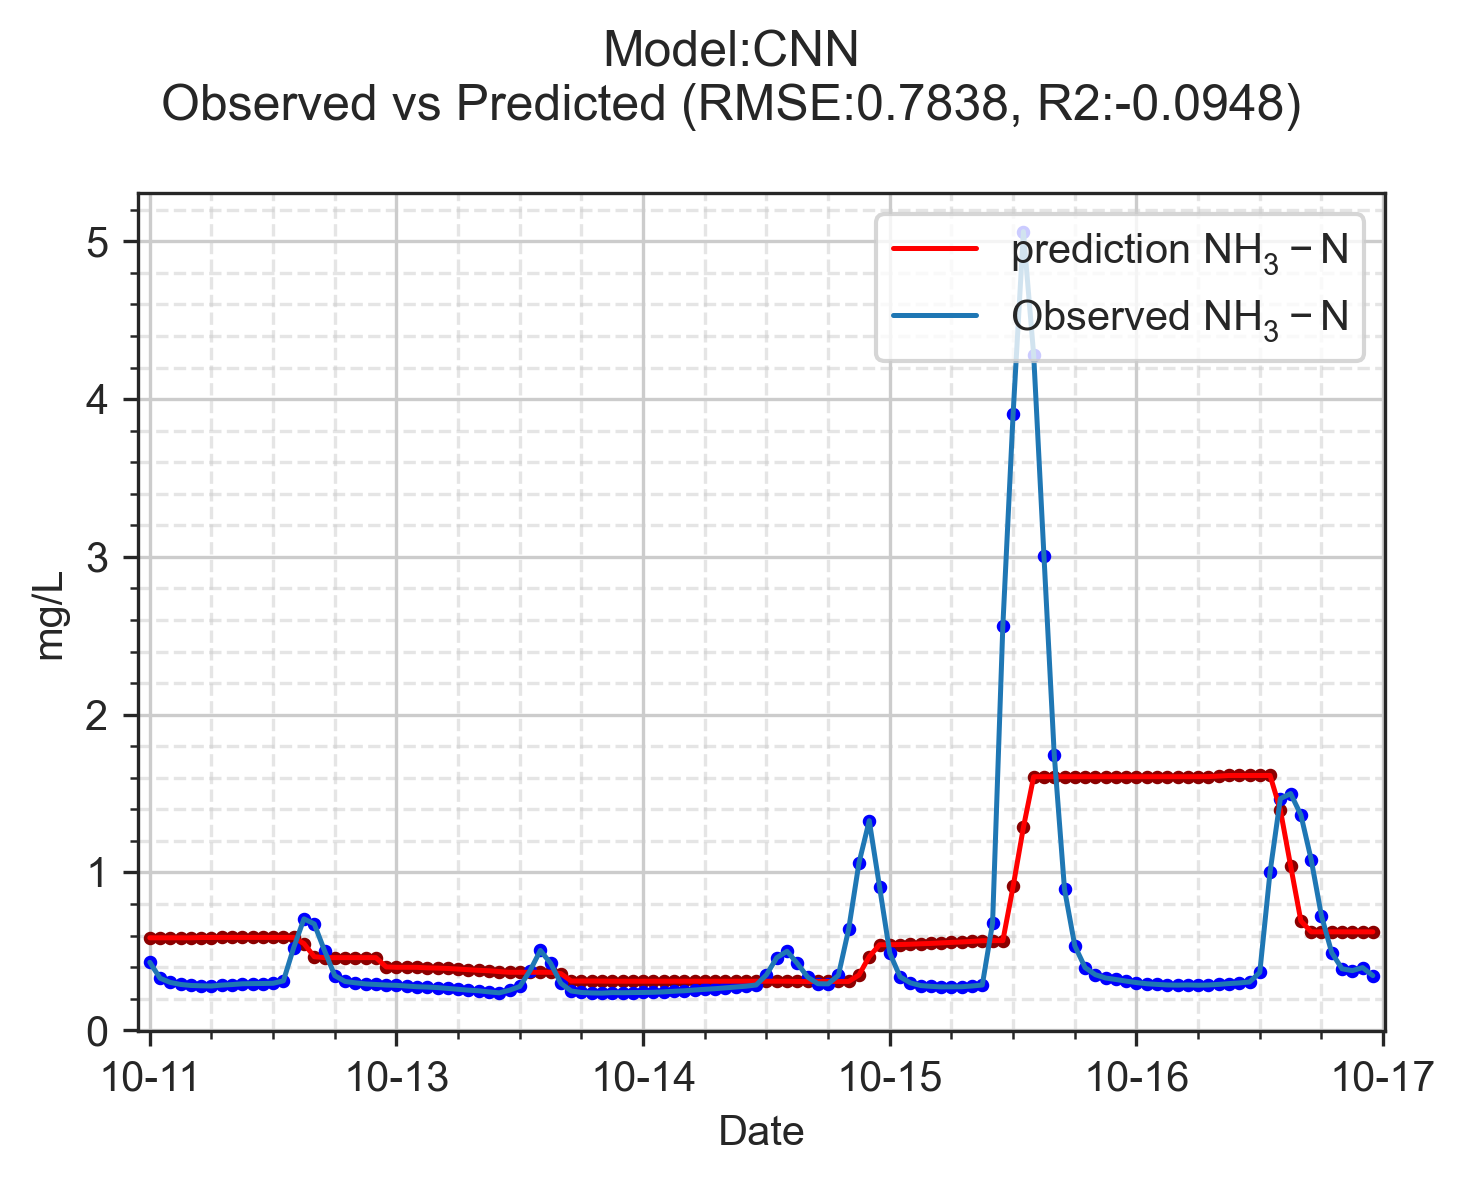 Model:CNN
Observed vs Predicted (RMSE:0.7838, R2:-0.0948)
prediction NH₃ − N
Observed NH₃ − N
5
4
3
2
1
0
mg/L
10-11 10-13 10-14 10-15 10-16 10-17
Date